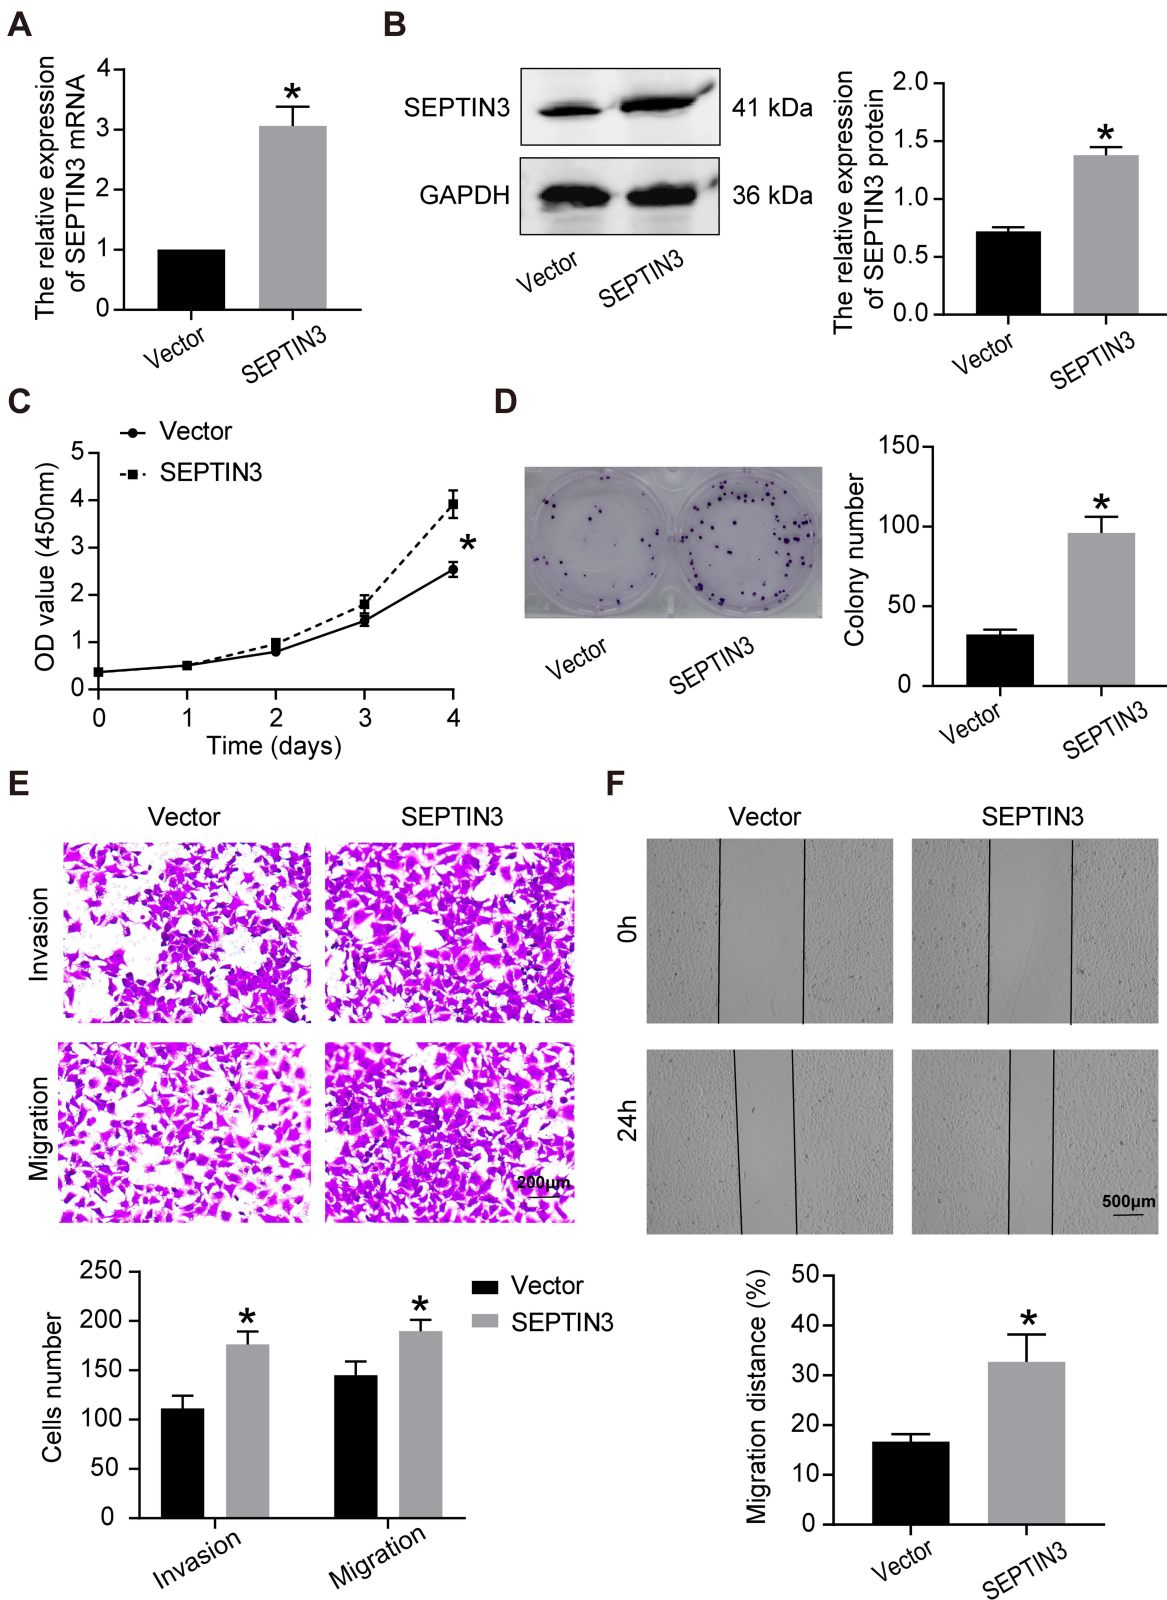 A
The relative expression
of SEPTIN3 mRNA
4
3
2
1
0
*
Vector
SEPTIN3
B
SEPTIN3
41 kDa
GAPDH
36 kDa
Vector
SEPTIN3
The relative expression
of SEPTIN3 protein
2.0
1.5
1.0
0.5
0.0
*
Vector
SEPTIN3
C
Vector
SEPTIN3
OD value (450nm)
5
4
3
2
1
0
*
0 1 2 3 4
Time (days)
D
Vector
SEPTIN3
Colony number
150
100
50
0
*
Vector
SEPTIN3
E
Vector
SEPTIN3
Invasion
Migration
200μm
Cells number
250
200
150
100
50
0
*
*
Vector
SEPTIN3
Invasion
Migration
F
Vector
SEPTIN3
0h
24h
500μm
Migration distance (%)
50
40
30
20
10
0
*
Vector
SEPTIN3